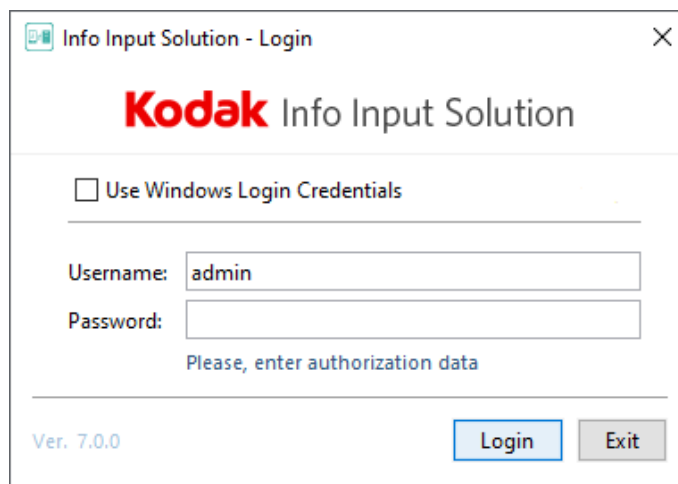 Info Input Solution - Login
Kodak Info Input Solution
Use Windows Login Credentials
Username: admin
Password:
Please, enter authorization data
Ver. 7.0.0
Login Exit